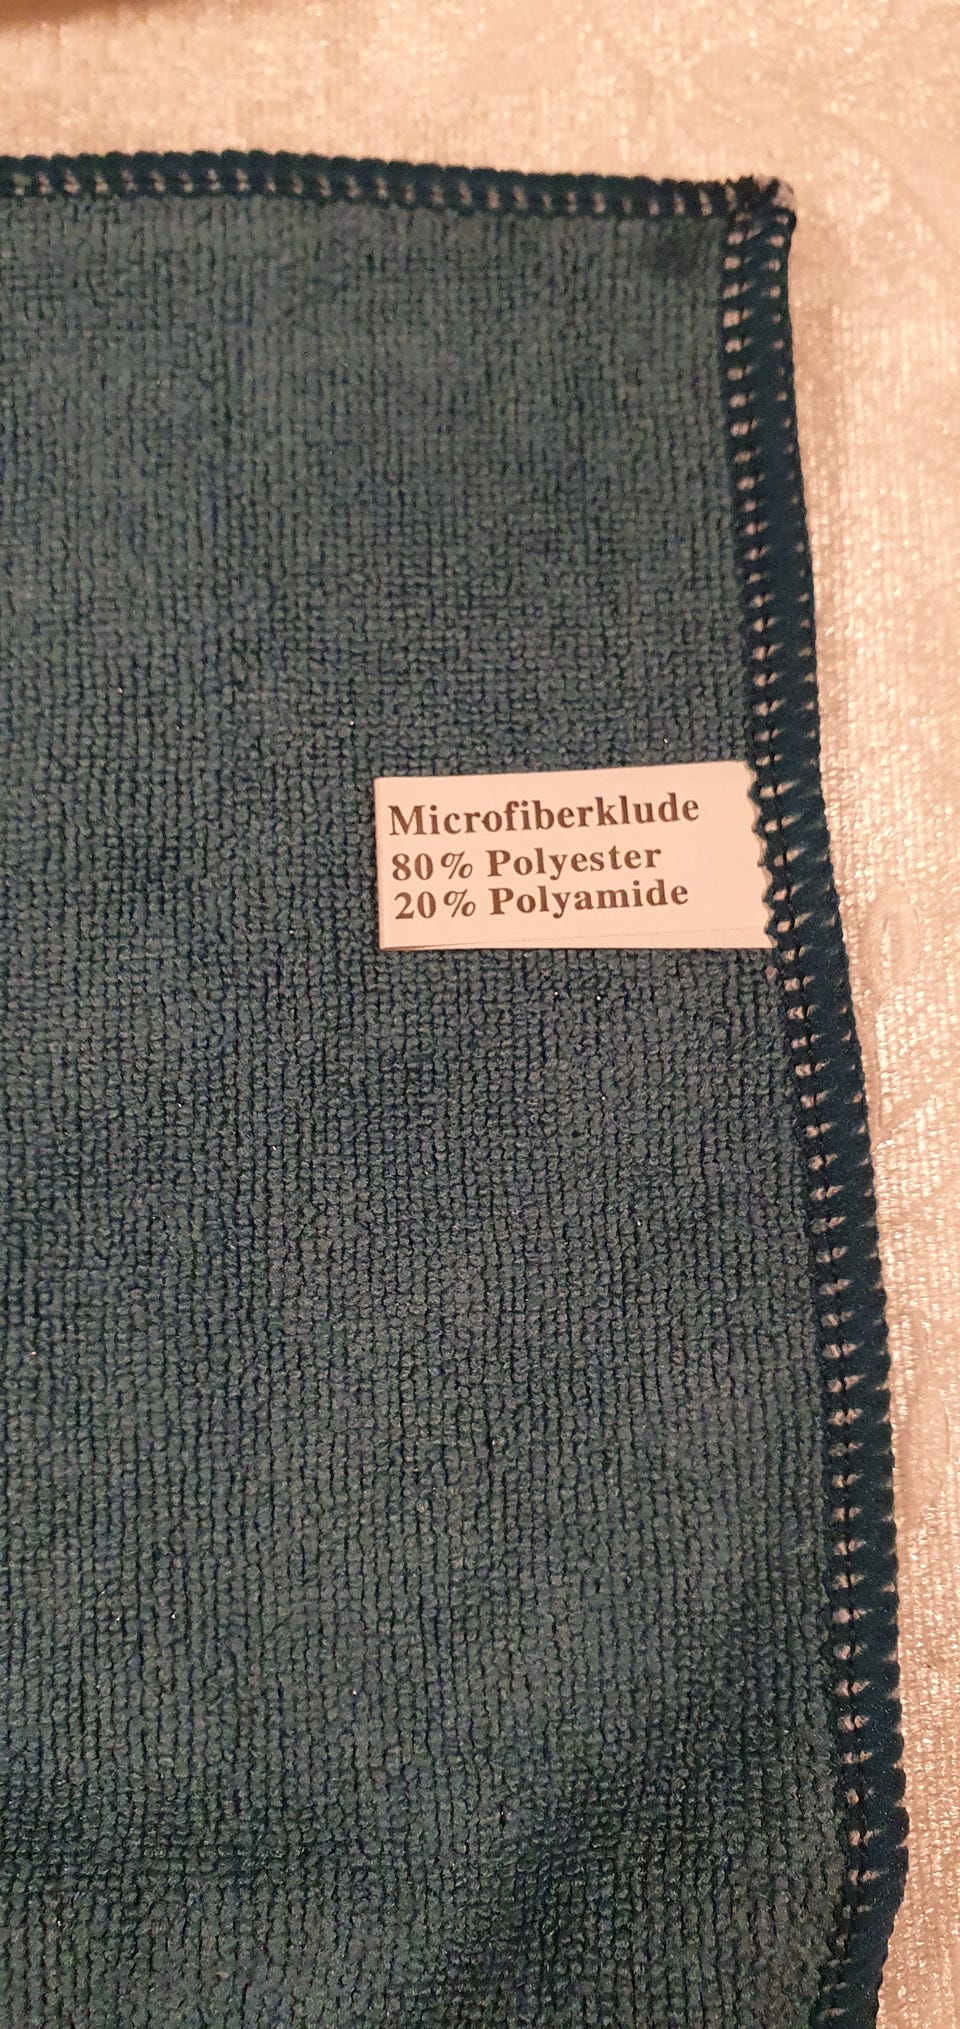 Microfiberklude
80% Polyester
20% Polyamide